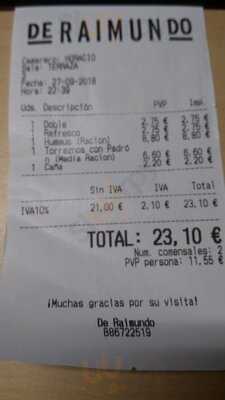 DE RAIMUNDO
Camarero: HORACIO
Sala: TERRAZA
Fecha: 27-09-2018
Hora: 22:39
Uds. Descripción PVP Imp.
1 Doble 2,75 € 2,75 €
1 Refresco 2,75 € 2,75 €
1 Hummus (Racion) 6,80 € 6,80 €
1 Torreznos con Padró
n (Media Racion) 6,60 € 6,60 €
1 Caña 2,20 € 2,20 €
Sin IVA IVA Total
IVA10% 21,00 € 2,10 € 23,10 €
TOTAL: 23,10 €
Num. comensales: 2
PVP persona: 11,55 €
¡Muchas gracias por su visita!
De Raimundo
886722519